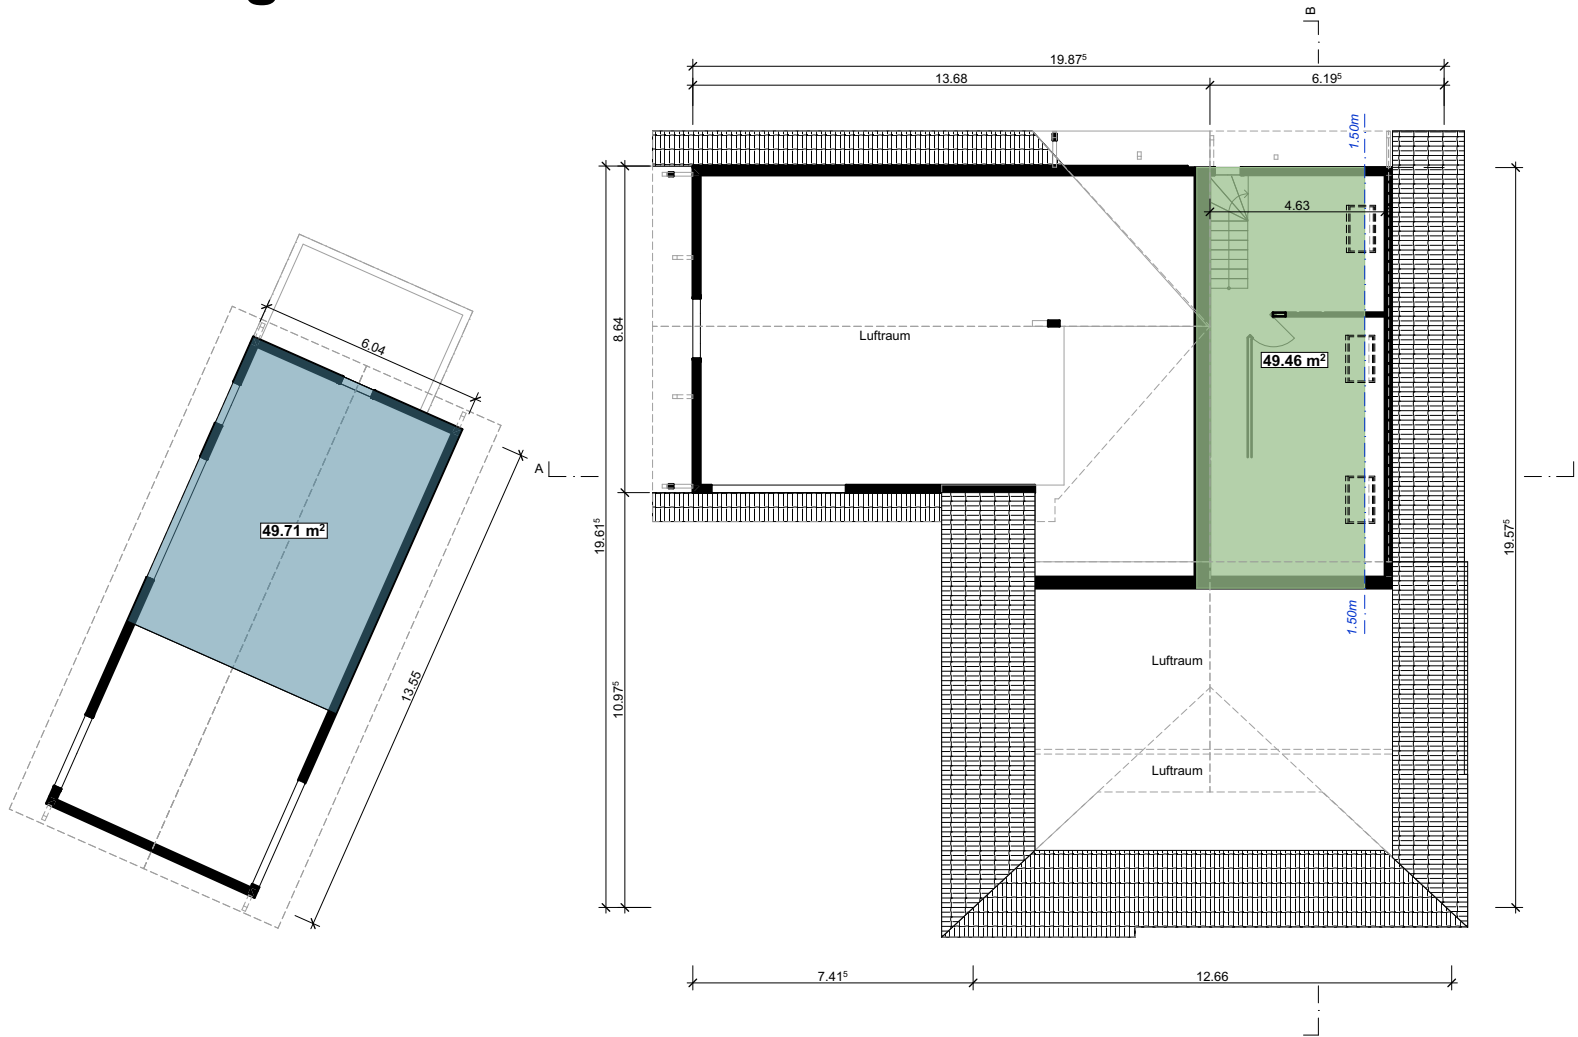 B
19.87⁵
13.68
6.19⁵
1.50m
4.63
8.64
Luftraum
6.04
49.46 m²
A
49.71 m²
19.61⁵
19.57⁵
1.50m
Luftraum
13.55
10.97⁵
Luftraum
7.41⁵
12.66